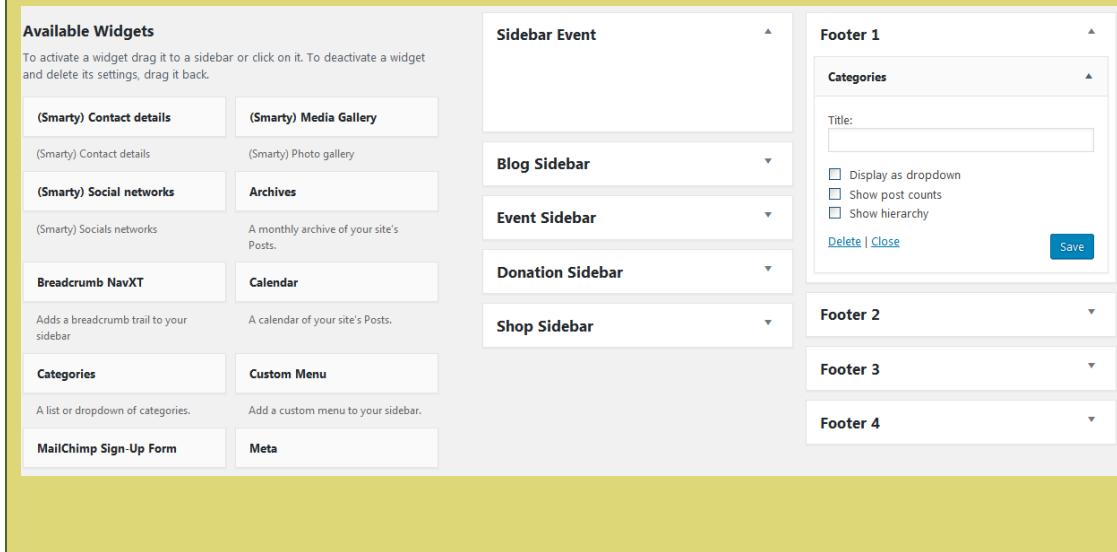 Available Widgets
To activate a widget drag it to a sidebar or click on it. To deactivate a widget
and delete its settings, drag it back.
(Smarty) Contact details
(Smarty) Media Gallery
(Smarty) Contact details
(Smarty) Photo gallery
(Smarty) Social networks
Archives
(Smarty) Socials networks
A monthly archive of your site's
Posts.
Breadcrumb NavXT
Calendar
Adds a breadcrumb trail to your
sidebar
A calendar of your site's Posts.
Categories
Custom Menu
A list or dropdown of categories.
Add a custom menu to your sidebar.
MailChimp Sign-Up Form
Meta
Sidebar Event
Blog Sidebar
Event Sidebar
Donation Sidebar
Shop Sidebar
Footer 1
Categories
Title:
Display as dropdown
Show post counts
Show hierarchy
Delete | Close
Save
Footer 2
Footer 3
Footer 4